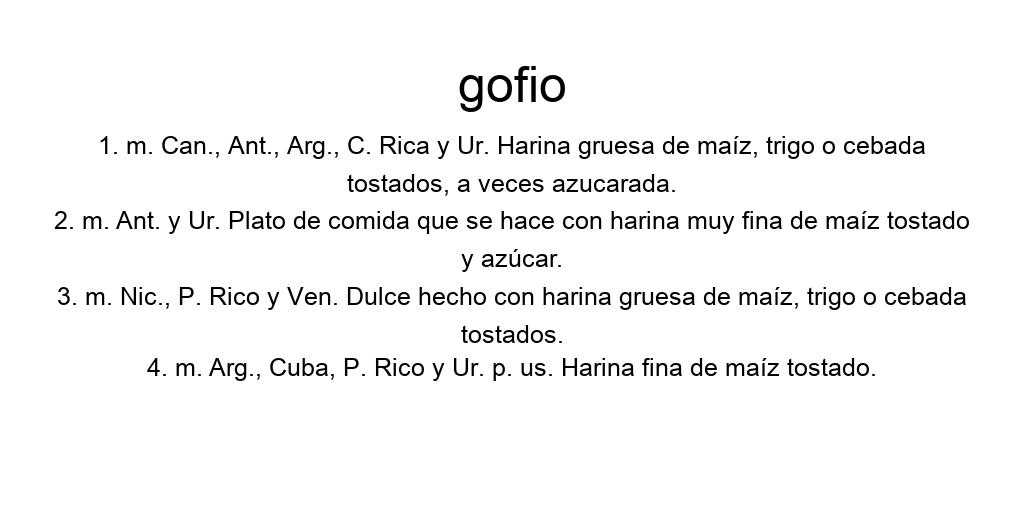 gofio
1. m. Can., Ant., Arg., C. Rica y Ur. Harina gruesa de maíz, trigo o cebada
tostados, a veces azucarada.
2. m. Ant. y Ur. Plato de comida que se hace con harina muy fina de maíz tostado
y azúcar.
3. m. Nic., P. Rico y Ven. Dulce hecho con harina gruesa de maíz, trigo o cebada
tostados.
4. m. Arg., Cuba, P. Rico y Ur. p. us. Harina fina de maíz tostado.